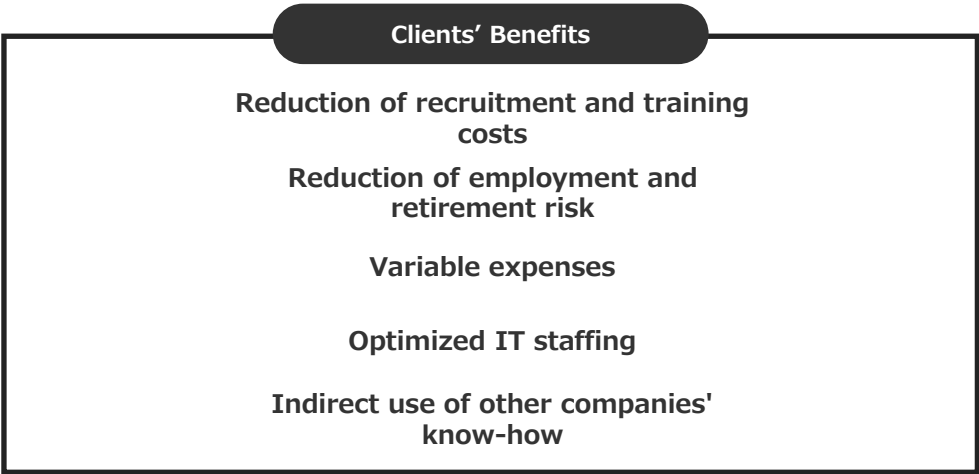 Clients’ Benefits
Reduction of recruitment and training
costs
Reduction of employment and
retirement risk
Variable expenses
Optimized IT staffing
Indirect use of other companies'
know-how